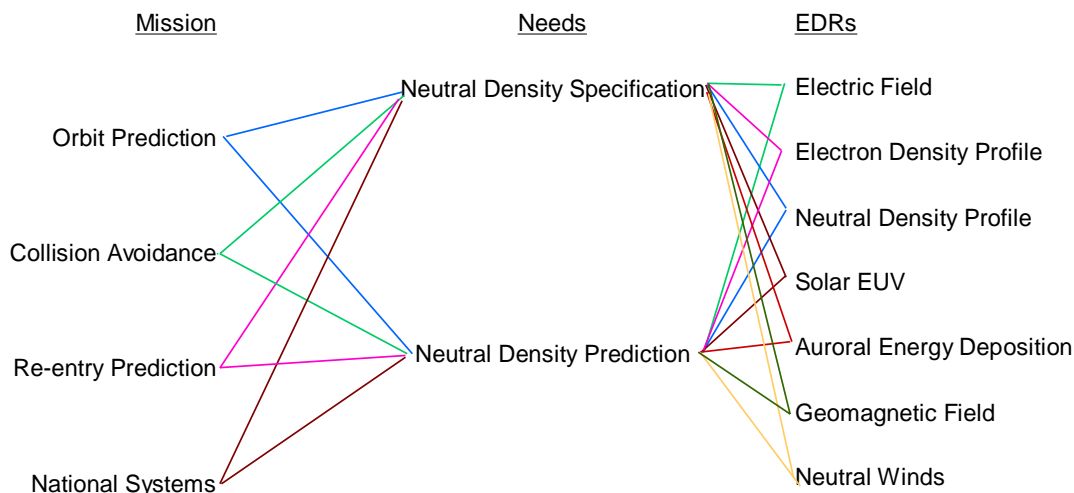 Mission
Needs
EDRs
Orbit Prediction
Collision Avoidance
Re-entry Prediction
National Systems
Neutral Density Specification
Neutral Density Prediction
Electric Field
Electron Density Profile
Neutral Density Profile
Solar EUV
Auroral Energy Deposition
Geomagnetic Field
Neutral Winds